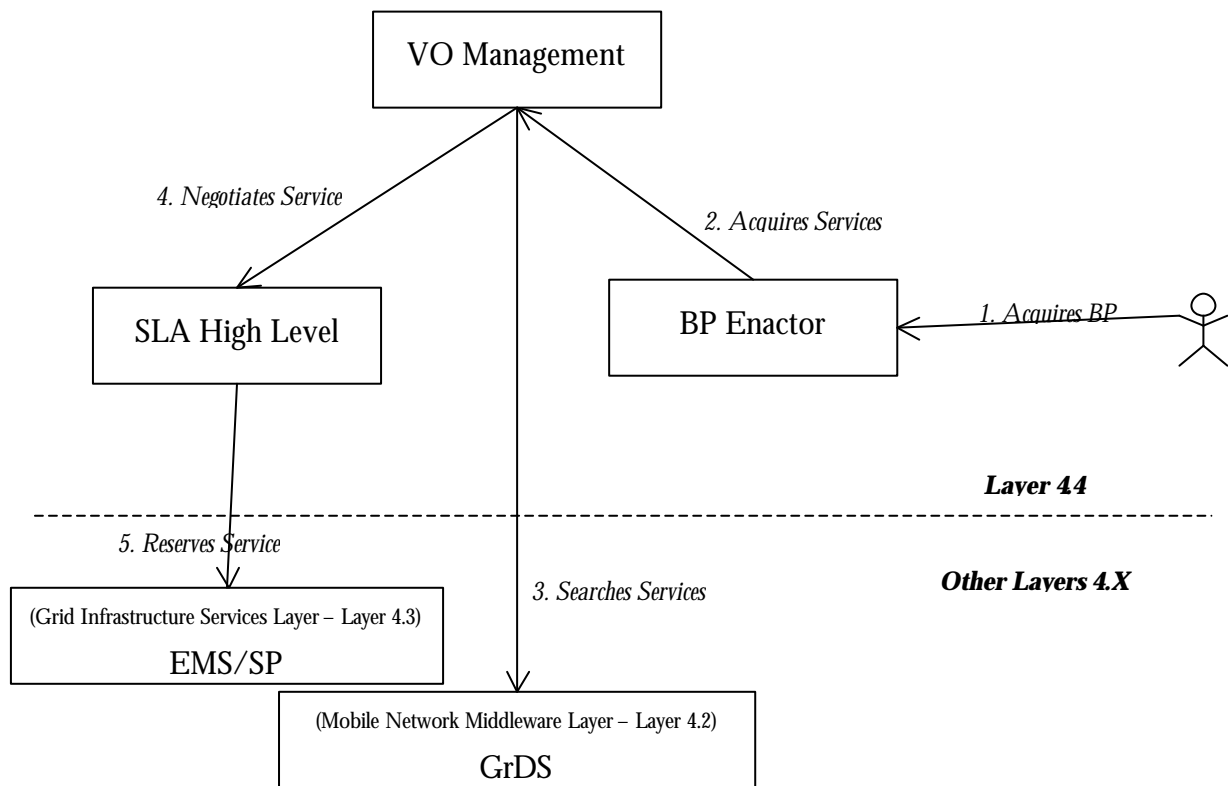 VO Management
4. Negotiates Service
2. Acquires Services
SLA High Level
BP Enactor
1. Acquires BP
Layer 4.4
5. Reserves Service
Other Layers 4.X
3. Searches Services
(Grid Infrastructure Services Layer – Layer 4.3)
EMS/SP
(Mobile Network Middleware Layer – Layer 4.2)
GrDS